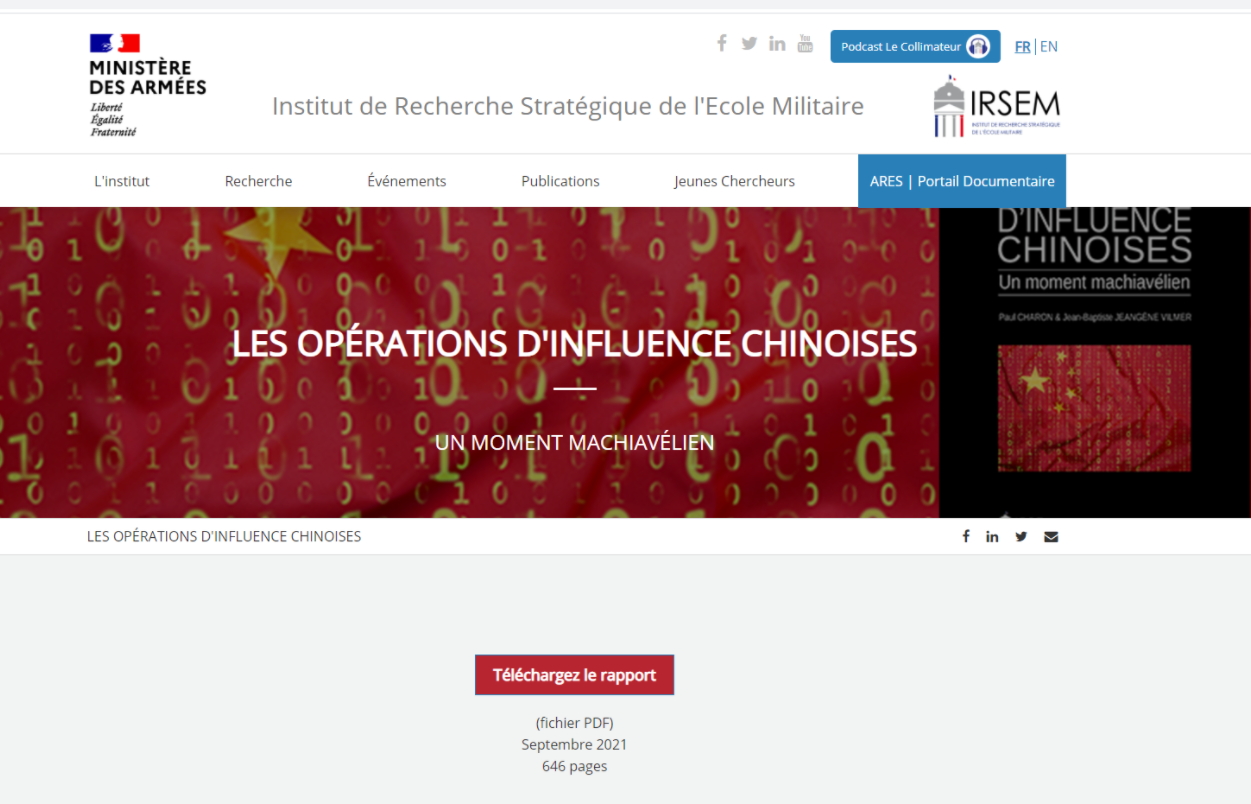 MINISTÈRE
DES ARMÉES
Liberté
Égalité
Fraternité
You
Tube
Podcast Le Collimateur
FR | EN
Institut de Recherche Stratégique de l'Ecole Militaire
IRSEM
INSTITUT DE RECHERCHE STRATÉGIQUE
DE L'ÉCOLE MILITAIRE
L'institut
Recherche
Événements
Publications
Jeunes Chercheurs
ARES | Portail Documentaire
D'INFLUENCE
CHINOISES
Un moment machiavélien
Paul CHARON & Jean-Baptiste JEANGÈNE VILMER
LES OPÉRATIONS D'INFLUENCE CHINOISES
UN MOMENT MACHIAVÉLIEN
LES OPÉRATIONS D'INFLUENCE CHINOISES
Téléchargez le rapport
(fichier PDF)
Septembre 2021
646 pages